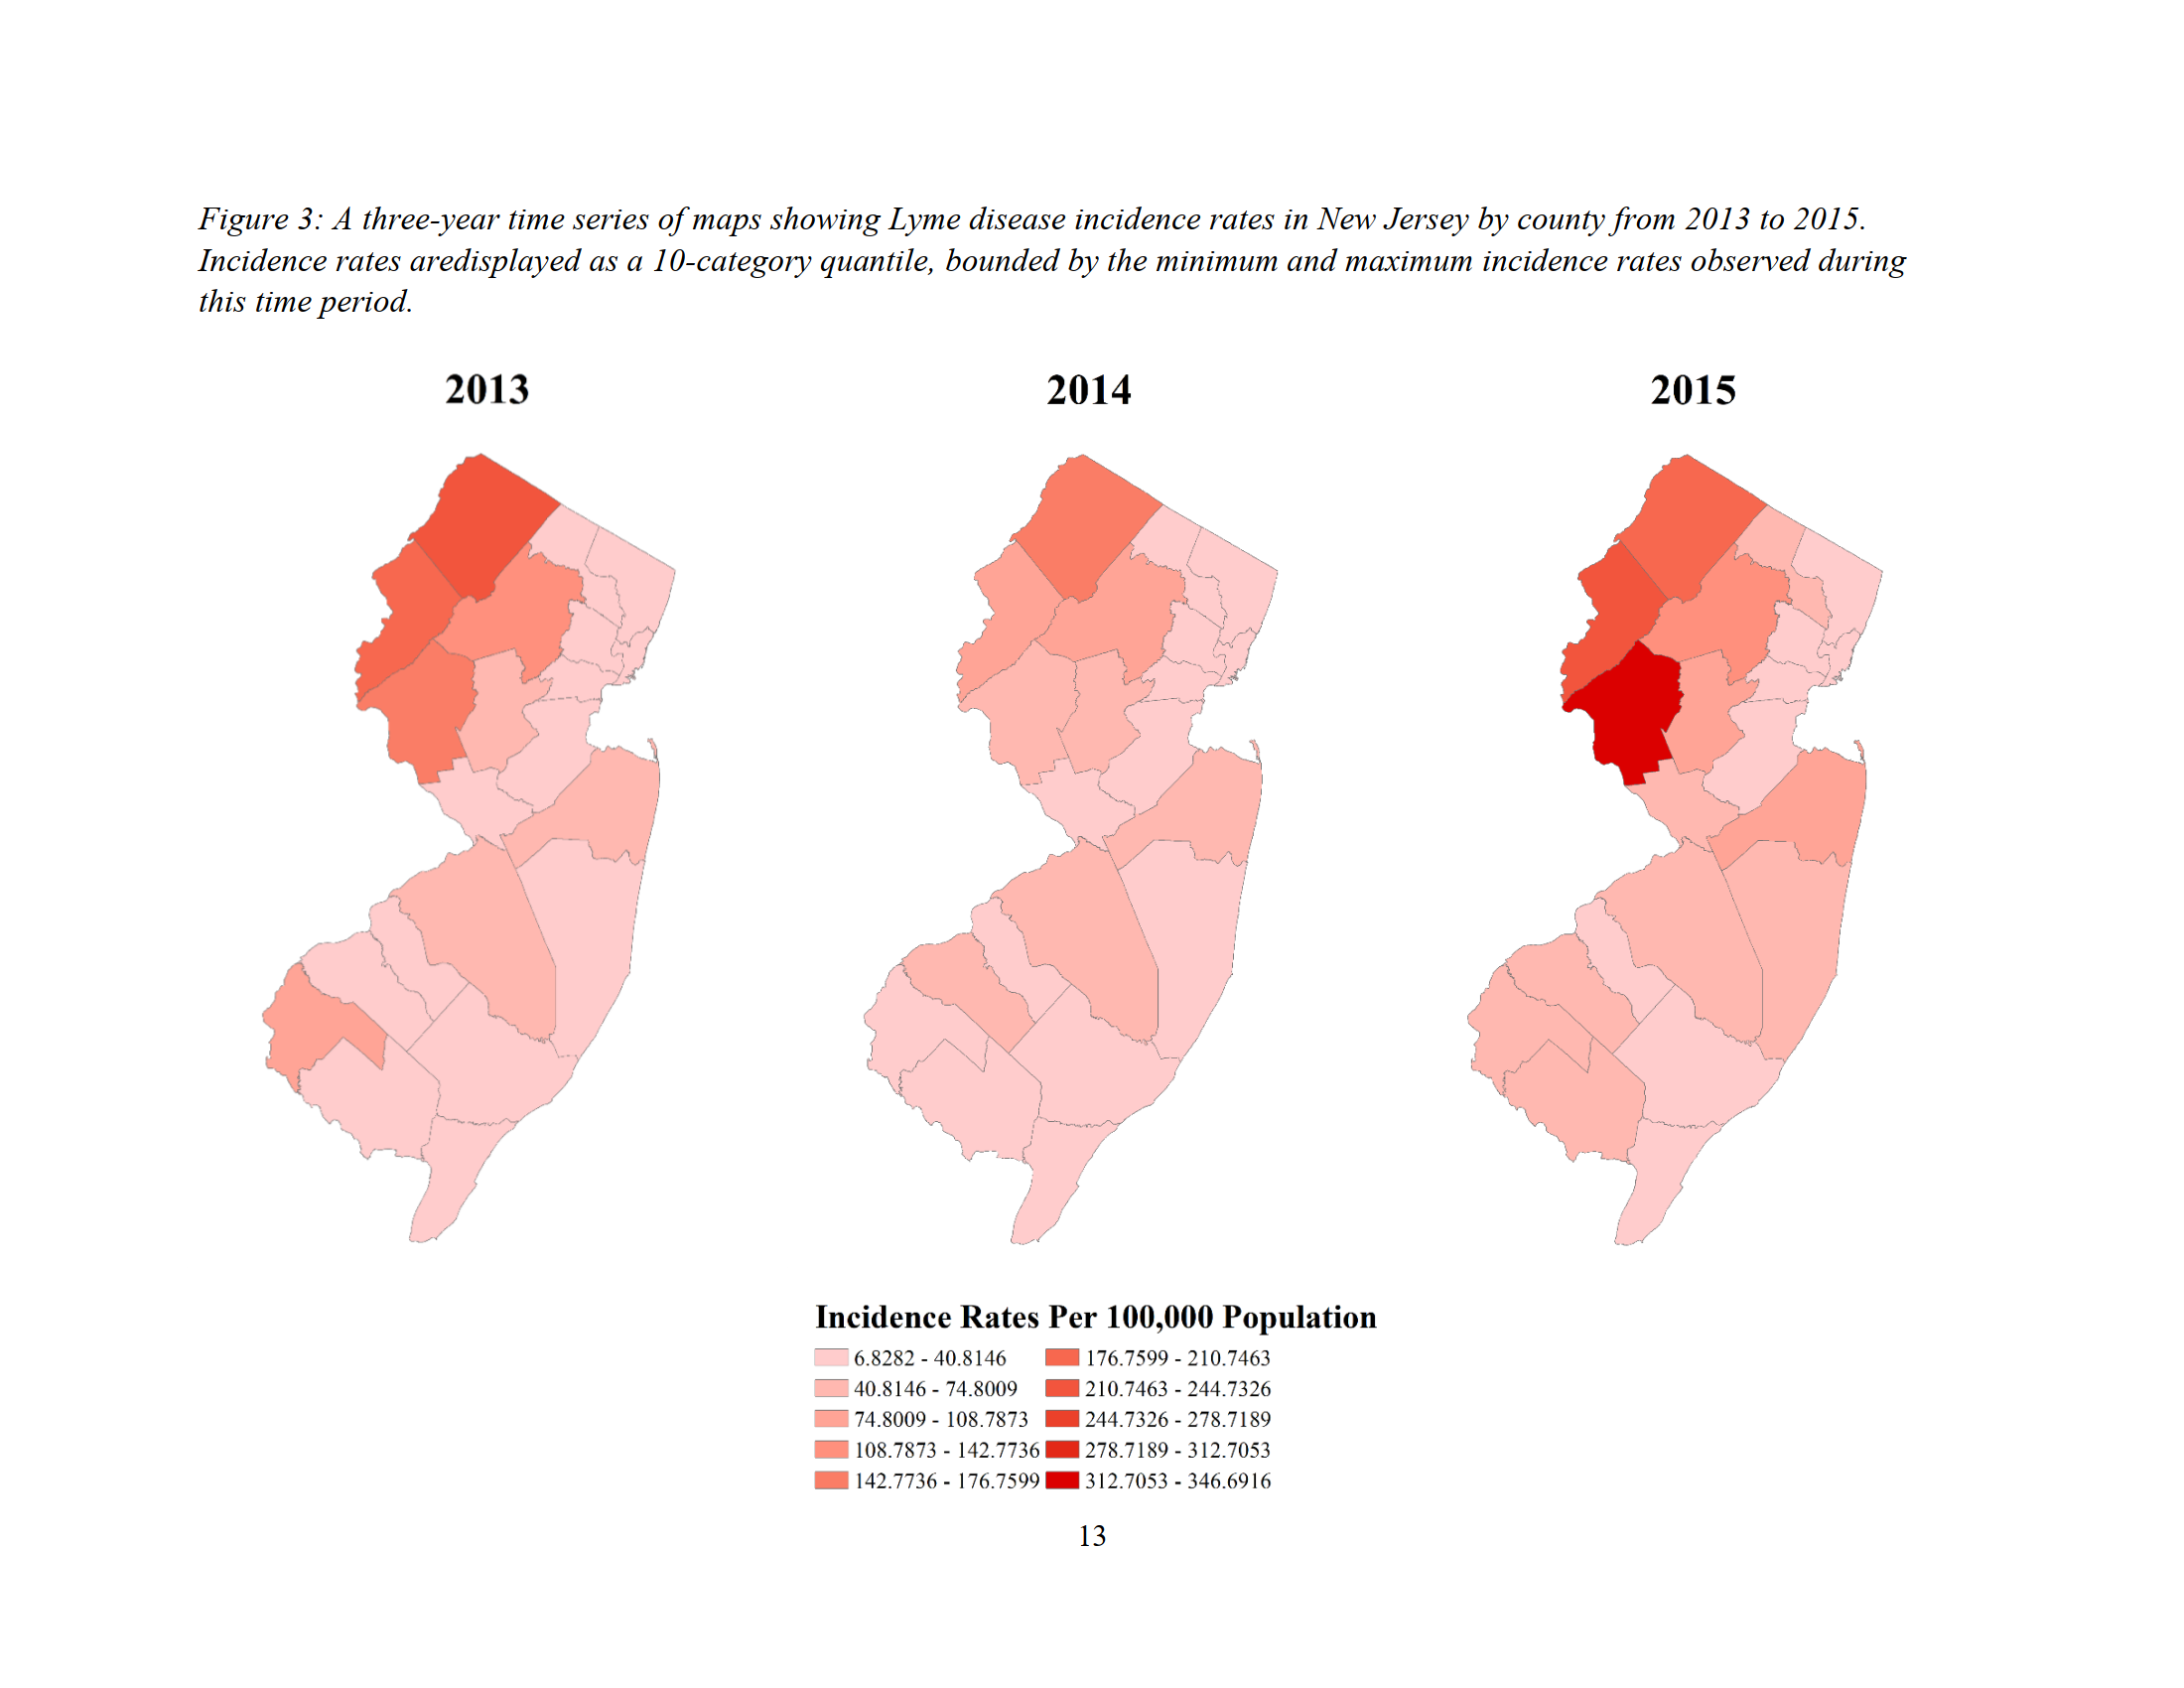 Figure 3: A three-year time series of maps showing Lyme disease incidence rates in New Jersey by county from 2013 to 2015.
Incidence rates aredisplayed as a 10-category quantile, bounded by the minimum and maximum incidence rates observed during
this time period.
2013
2014
2015
Incidence Rates Per 100,000 Population
6.8282 - 40.8146
40.8146 - 74.8009
74.8009 - 108.7873
108.7873 - 142.7736
142.7736 - 176.7599
176.7599 - 210.7463
210.7463 - 244.7326
244.7326 - 278.7189
278.7189 - 312.7053
312.7053 - 346.6916
13